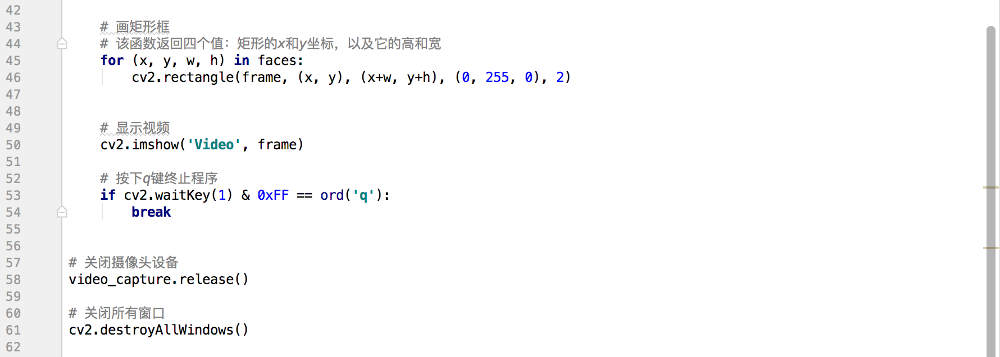 42
43     # 画矩形框
44     # 该函数返回四个值：矩形的x和y坐标，以及它的高和宽
45     for (x, y, w, h) in faces:
46         cv2.rectangle(frame, (x, y), (x+w, y+h), (0, 255, 0), 2)
47
48
49     # 显示视频
50     cv2.imshow('Video', frame)
51
52     # 按下q键终止程序
53     if cv2.waitKey(1) & 0xFF == ord('q'):
54         break
55
56
57 # 关闭摄像头设备
58 video_capture.release()
59
60 # 关闭所有窗口
61 cv2.destroyAllWindows()
62